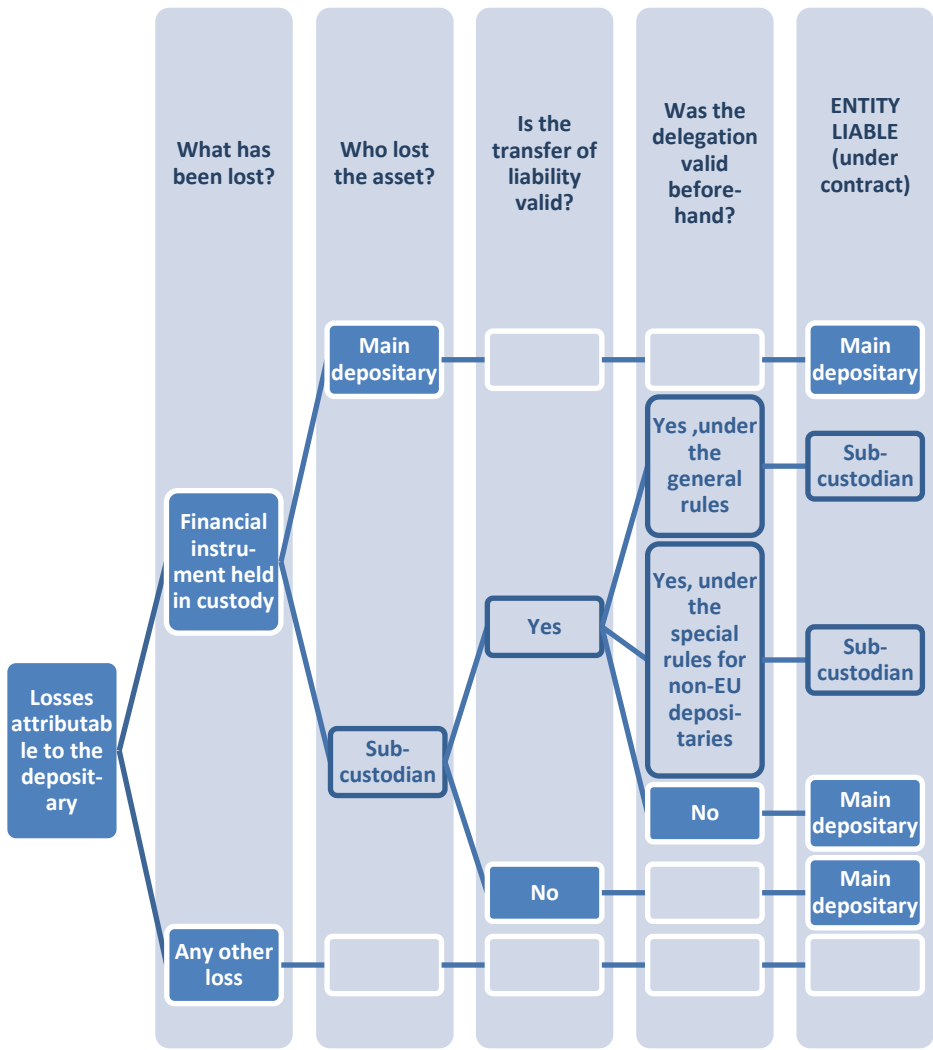 What has
been lost?
Who lost
the asset?
Is the
transfer of
liability
valid?
Was the
delegation
valid
before-
hand?
ENTITY
LIABLE
(under
contract)
Losses
attributab
le to the
deposit-
ary
Financial
instru-
ment held
in custody
Main
depositary
Main
depositary
Sub-
custodian
Yes
Yes ,under
the
general
rules
Sub-
custodian
Yes, under
the
special
rules for
non-EU
deposi-
taries
Sub-
custodian
No
Main
depositary
No
Main
depositary
Any other
loss